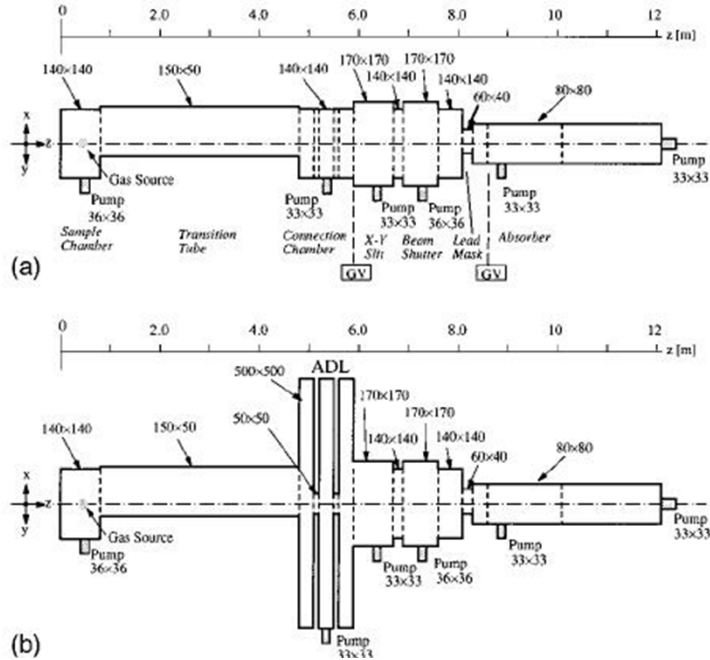 0 2.0 4.0 6.0 8.0 10 12
z [m]
170×170 170×170
140×140 150×50 140×140 140×140 140×140
60×40 80×80
x
z
y
Gas Source
Pump
36×36
Pump
33×33
Pump
33×33
Pump
36×36
Pump
33×33
Pump
33×33
Sample
Chamber
Transition
Tube
Connection
Chamber
X-Y
Slit
Beam
Shutter
Lead
Mask
Absorber
(a)
GV GV
0 2.0 4.0 6.0 8.0 10 12
z [m]
500×500 ADL
170×170
50×50 170×170
140×140 150×50 140×140 140×140
60×40 80×80
x
z
y
Gas Source
Pump
36×36
Pump
33×33
Pump
36×36
Pump
33×33
Pump
33×33
Pump
33×33
(b)